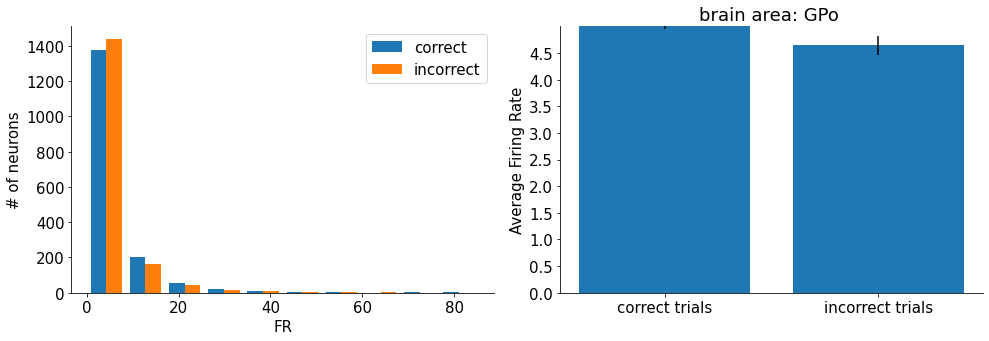 brain area: GPo
1400
1200
1000
800
600
400
200
0
# of neurons
correct
incorrect
0 20 40 60 80
FR
4.5
4.0
3.5
3.0
2.5
2.0
1.5
1.0
0.5
0.0
Average Firing Rate
correct trials incorrect trials